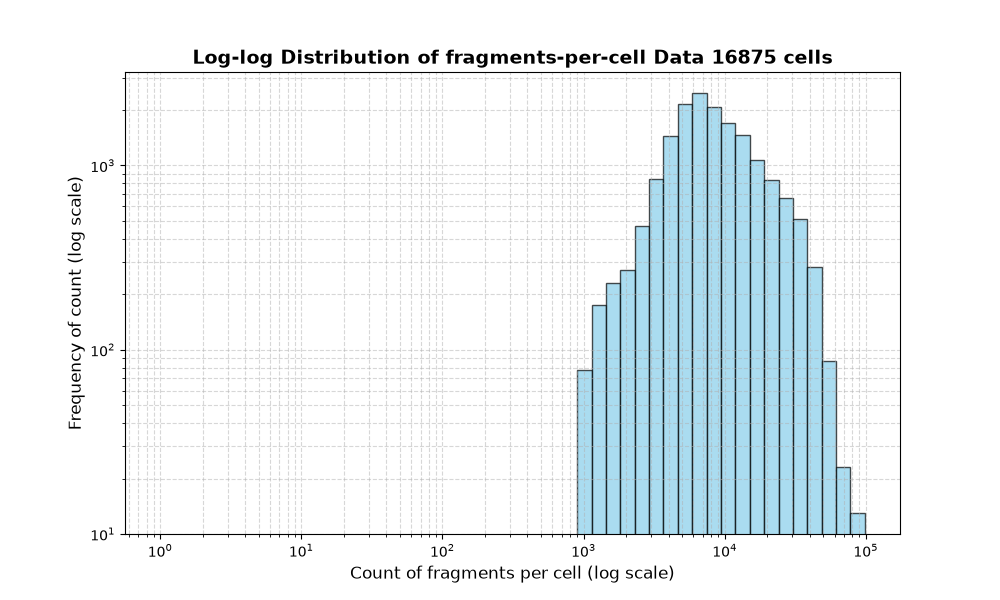 Log-log Distribution of fragments-per-cell Data 16875 cells
Frequency of count (log scale)
10³
10²
10¹
10⁰ 10¹ 10² 10³ 10⁴ 10⁵
Count of fragments per cell (log scale)